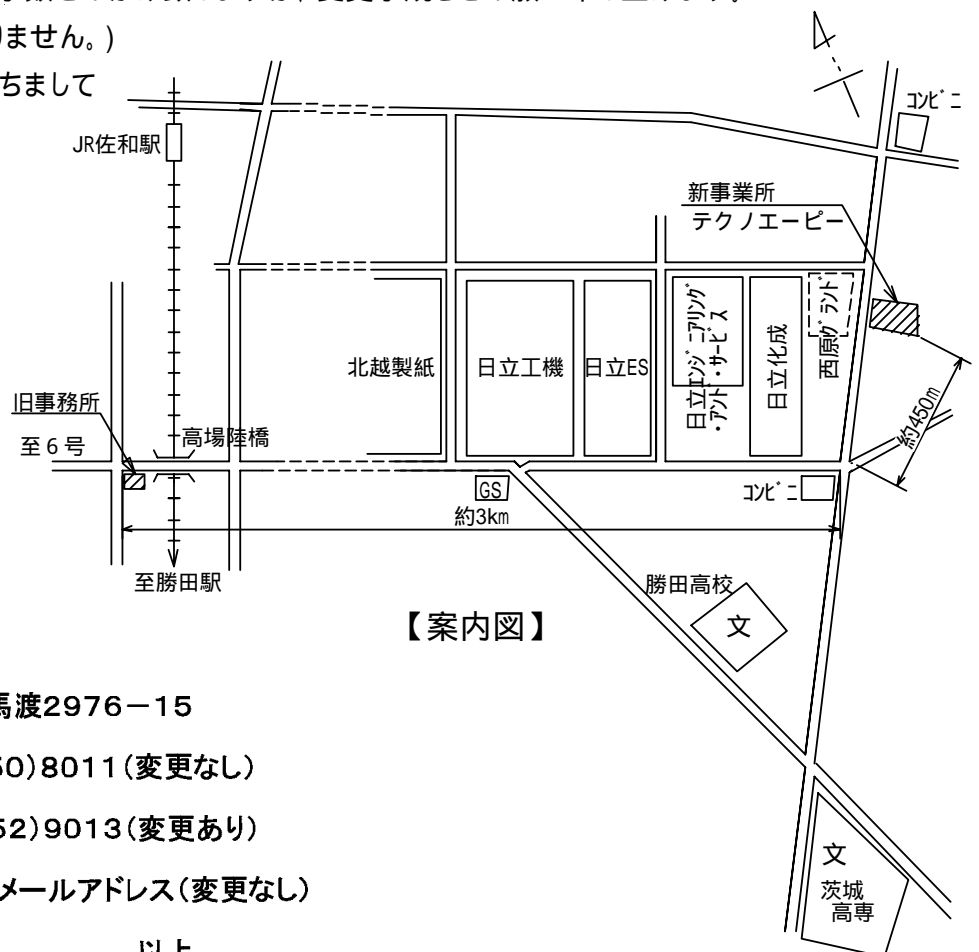 りません。)
ちまして
コンビニ
JR佐和駅
新事業所
テクノエーピー
北越製紙
日立工機
日立ES
日立エンジニアリング
・アンド・サービス
日立化成
西原グランド
旧事務所
至6号
高場陸橋
約450m
GS
コンビニ
約3km
至勝田駅
勝田高校
文
【案内図】
馬渡2976-15
50)8011(変更なし)
52)9013(変更あり)
メールアドレス(変更なし)
文
茨城
高専
以上